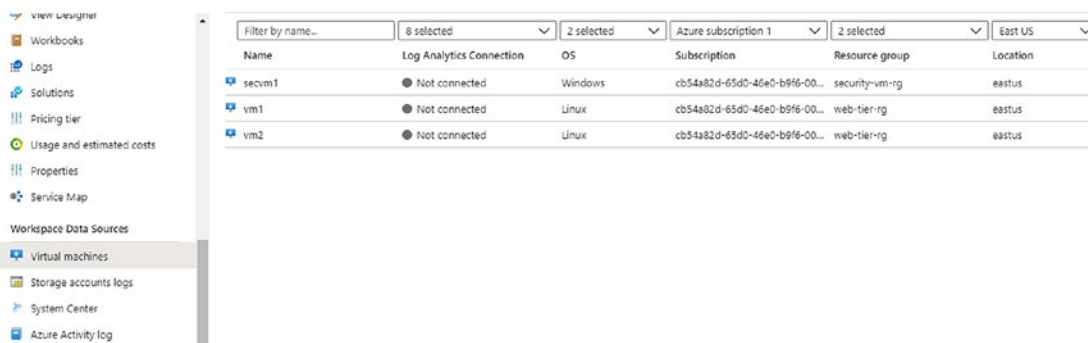 View Designer
Workbooks
Logs
Solutions
Pricing tier
Usage and estimated costs
Properties
Service Map
Workspace Data Sources
Virtual machines
Storage accounts logs
System Center
Azure Activity log
Filter by name... 8 selected 2 selected Azure subscription 1 2 selected East US
Name Log Analytics Connection OS Subscription Resource group Location
secvm1 Not connected Windows cb54a82d-65d0-46e0-b9f6-00... security-vm-rg eastus
vm1 Not connected Linux cb54a82d-65d0-46e0-b9f6-00... web-tier-rg eastus
vm2 Not connected Linux cb54a82d-65d0-46e0-b9f6-00... web-tier-rg eastus